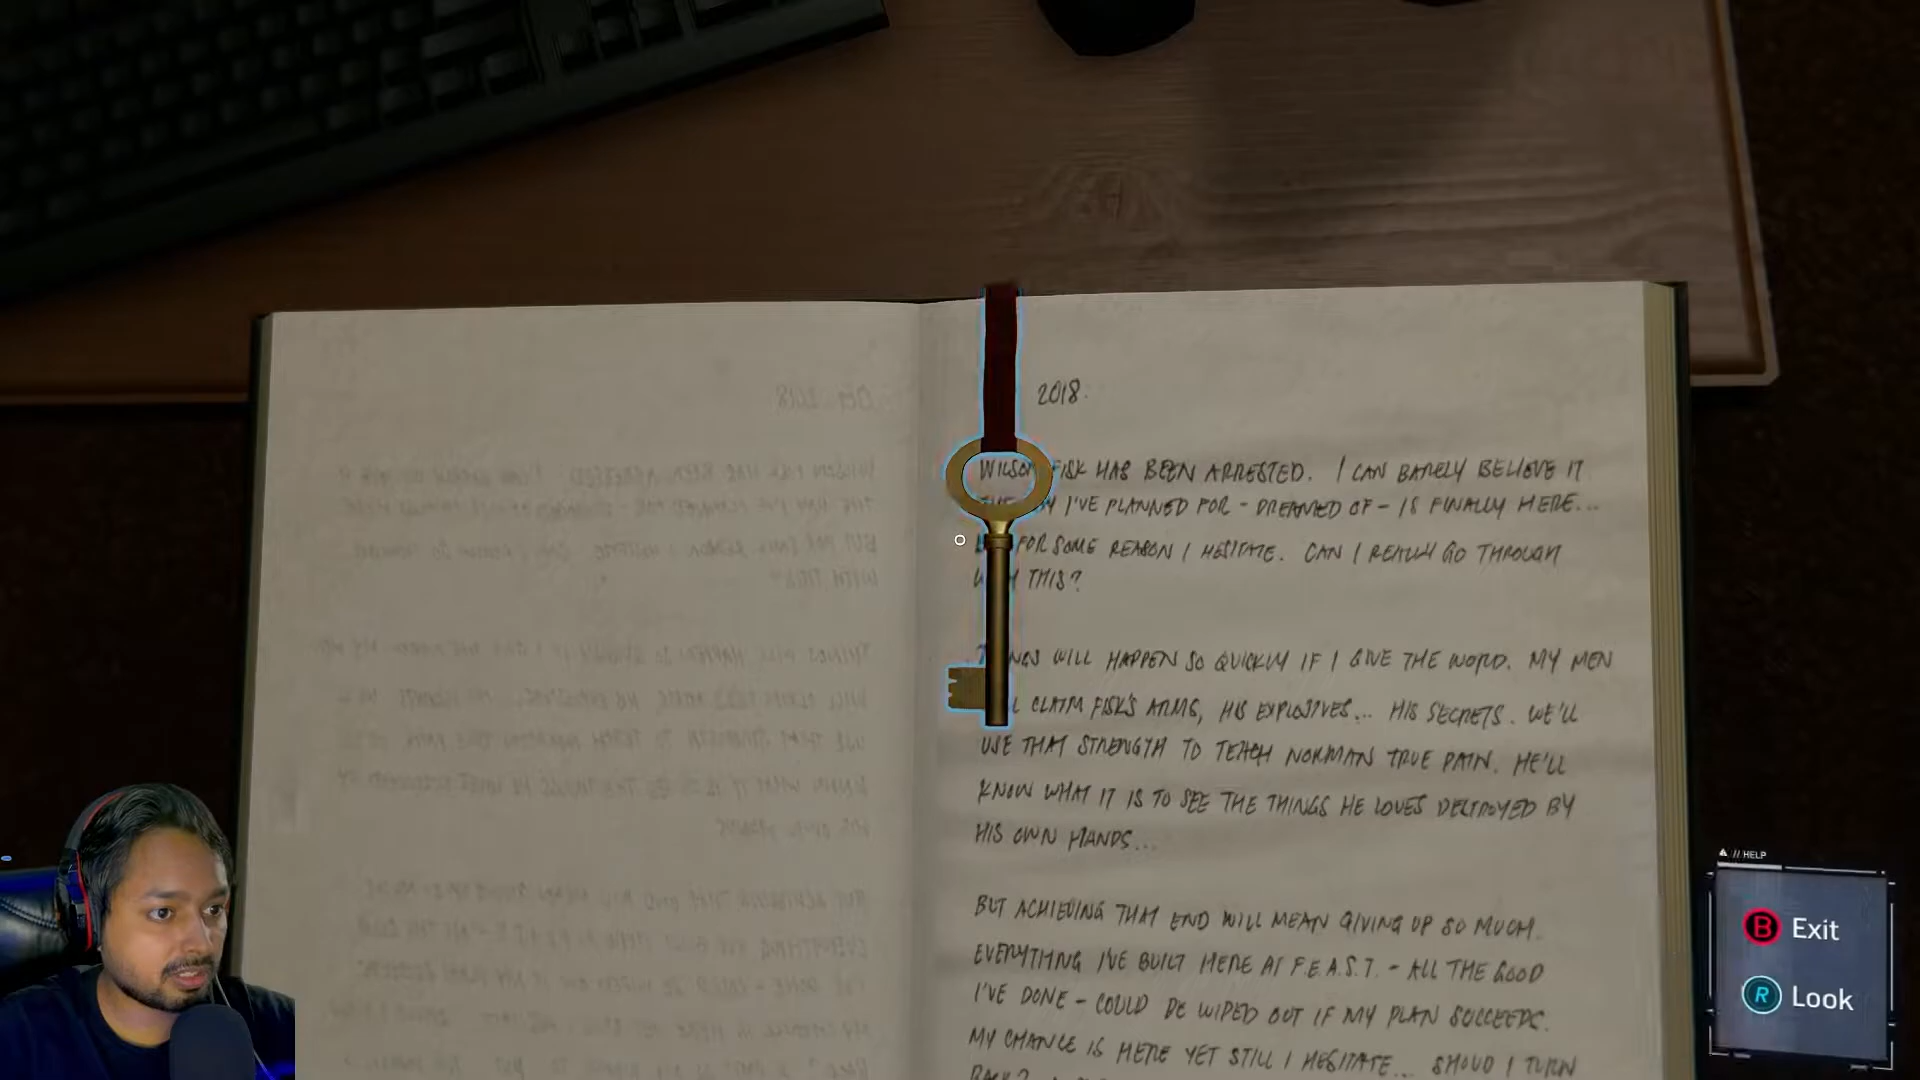 2018.
WILSON FISK HAS BEEN ARRESTED. I CAN BARELY BELIEVE IT
I'VE PLANNED FOR - DREAMED OF - IS FINALLY HERE...
FOR SOME REASON I HESITATE. CAN I REALLY GO THROUGH
THIS?
WILL HAPPEN SO QUICKLY IF I GIVE THE WORD. MY MEN
CLAIM FISK'S ARMS, HIS EXPLOSIVES... HIS SECRETS. WE'LL
USE THAT STRENGTH TO TEACH NORMAN TRUE PAIN. HE'LL
KNOW WHAT IT IS TO SEE THE THINGS HE LOVES DESTROYED BY
HIS OWN HANDS...
BUT ACHIEVING THAT END WILL MEAN GIVING UP SO MUCH.
EVERYTHING I'VE BUILT HERE AT F.E.A.S.T. - ALL THE GOOD
I'VE DONE - COULD BE WIPED OUT IF MY PLAN SUCCEEDS.
MY CHANCE IS HERE YET STILL I HESITATE... SHOULD I TURN
// HELP
B Exit
R Look